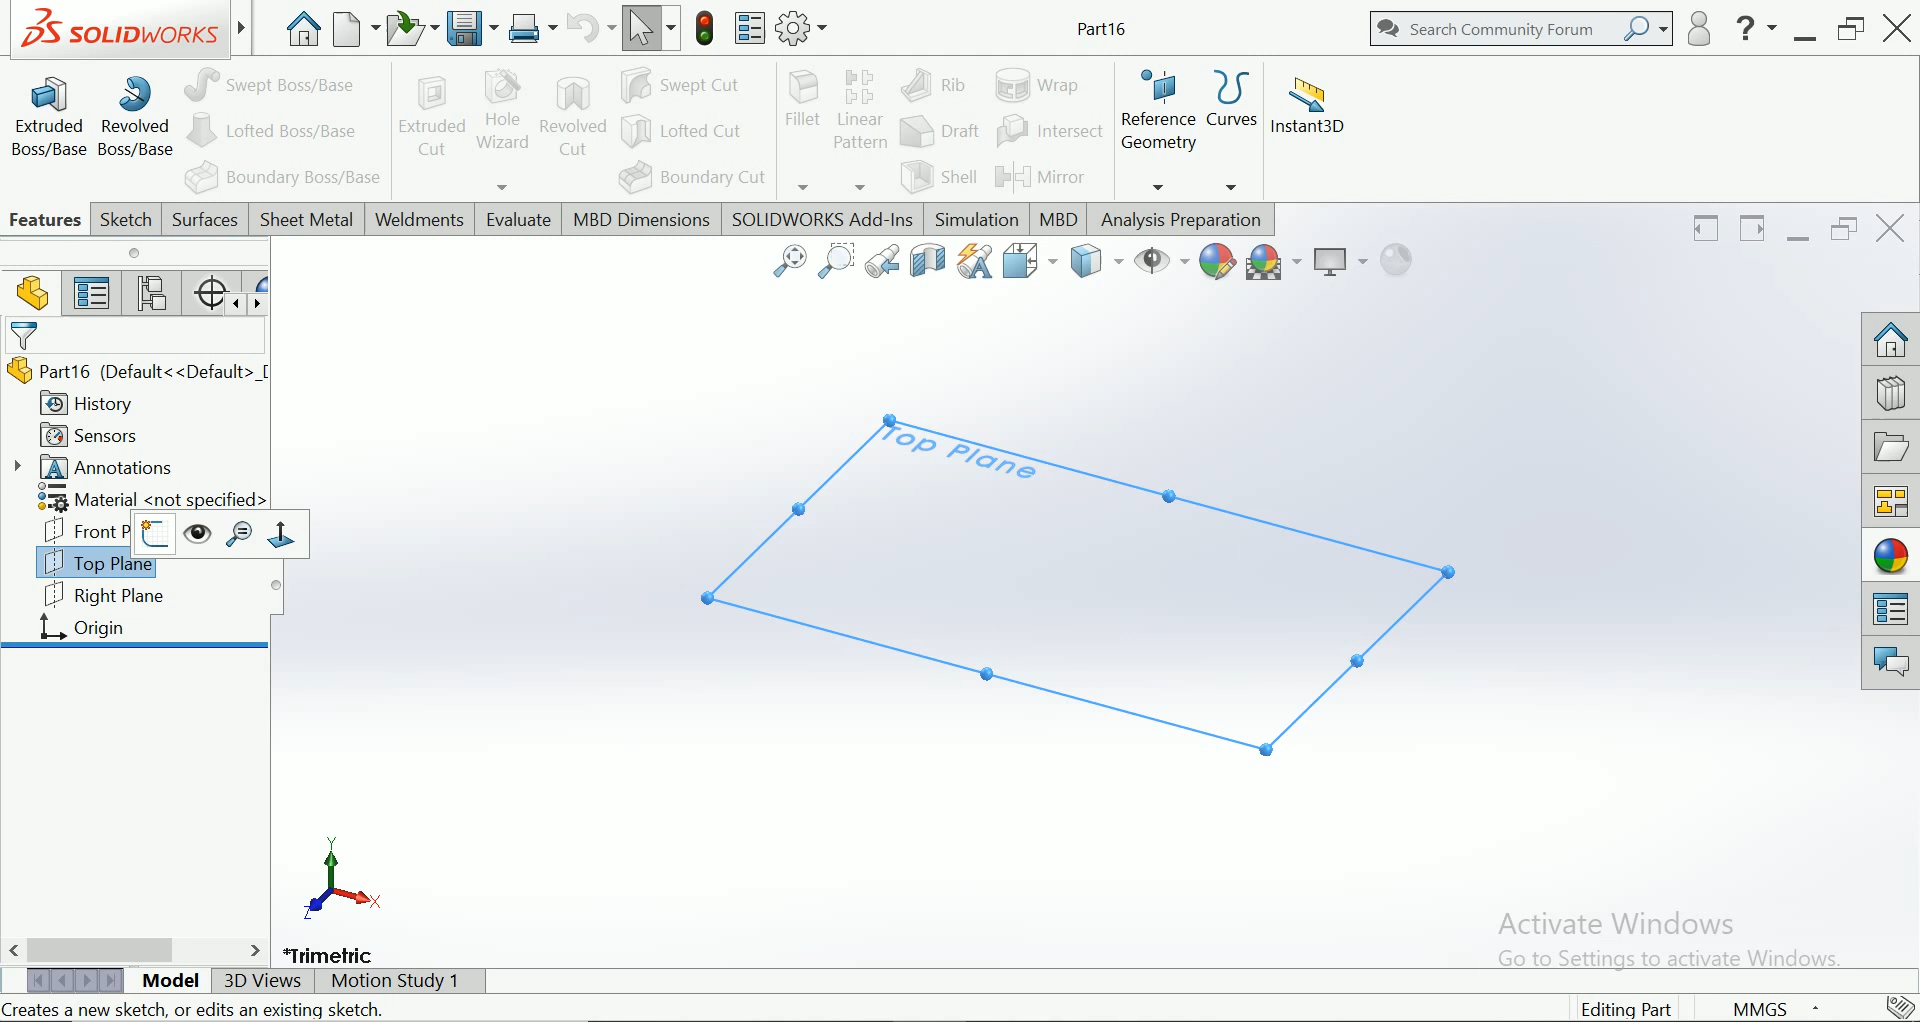 SOLIDWORKS
Part16
Search Community Forum
?
Extruded Boss/Base
Revolved Boss/Base
Swept Boss/Base
Lofted Boss/Base
Boundary Boss/Base
Extruded Cut
Hole Wizard
Revolved Cut
Swept Cut
Lofted Cut
Boundary Cut
Fillet
Linear Pattern
Rib
Draft
Shell
Wrap
Intersect
Mirror
Reference Geometry
Curves
Instant3D
Features
Sketch
Surfaces
Sheet Metal
Weldments
Evaluate
MBD Dimensions
SOLIDWORKS Add-Ins
Simulation
MBD
Analysis Preparation
Part16 (Default<<Default>_D
History
Sensors
Annotations
Material <not specified>
Front P
Top Plane
Right Plane
Origin
Top Plane
Y
X
Z
*Trimetric
Activate Windows
Go to Settings to activate Windows.
Model
3D Views
Motion Study 1
Creates a new sketch, or edits an existing sketch.
Editing Part
MMGS